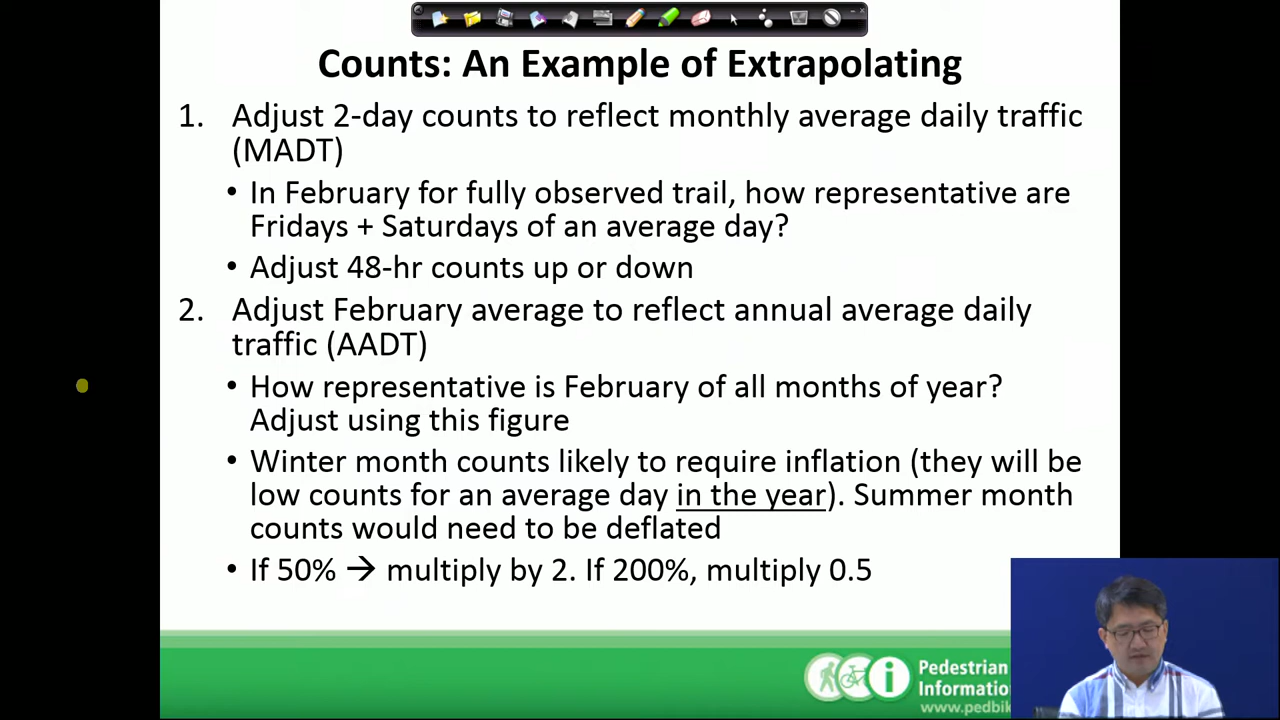 Counts: An Example of Extrapolating
1. Adjust 2-day counts to reflect monthly average daily traffic
(MADT)
• In February for fully observed trail, how representative are
Fridays + Saturdays of an average day?
• Adjust 48-hr counts up or down
2. Adjust February average to reflect annual average daily
traffic (AADT)
• How representative is February of all months of year?
Adjust using this figure
• Winter month counts likely to require inflation (they will be
low counts for an average day in the year). Summer month
counts would need to be deflated
• If 50% → multiply by 2. If 200%, multiply 0.5
Pedestrian
Informatio
www.pedbik